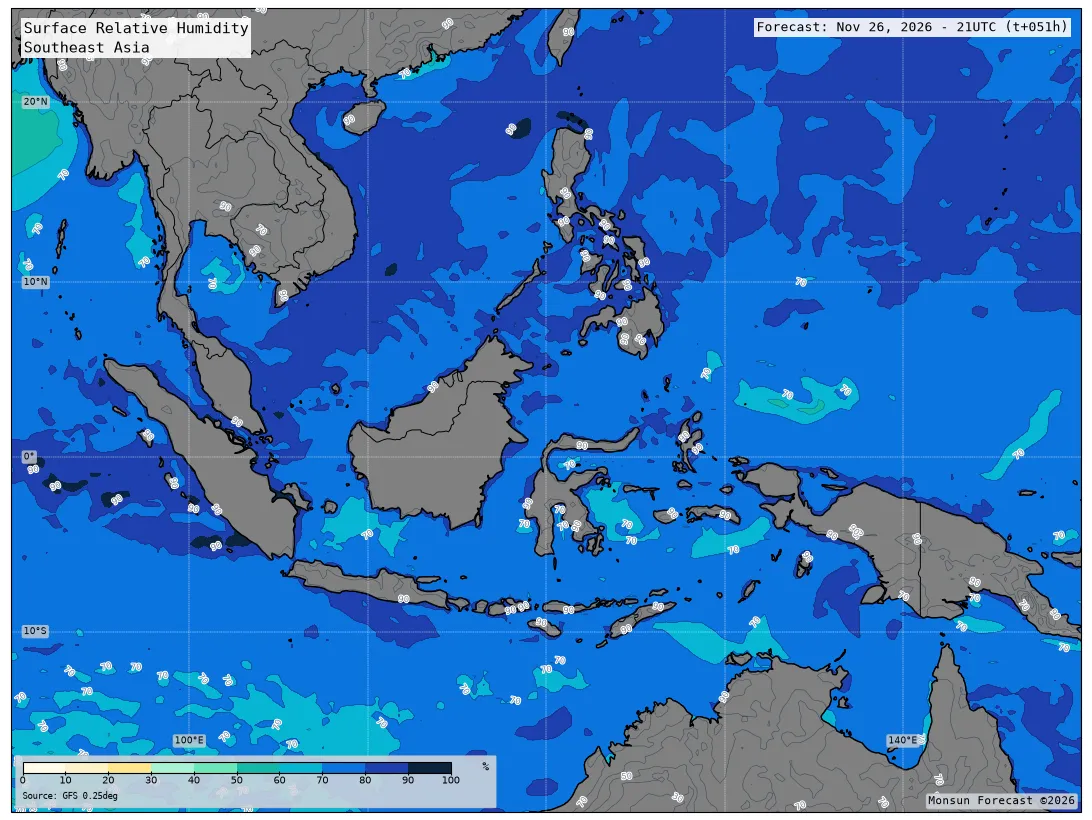 Surface Relative Humidity
Southeast Asia
Forecast: Nov 26, 2026 - 21UTC (t+051h)
20°N
10°N
0°
10°S
100°E
140°E
0 10 20 30 40 50 60 70 80 90 100 %
Source: GFS 0.25deg
Monsun Forecast ©2026